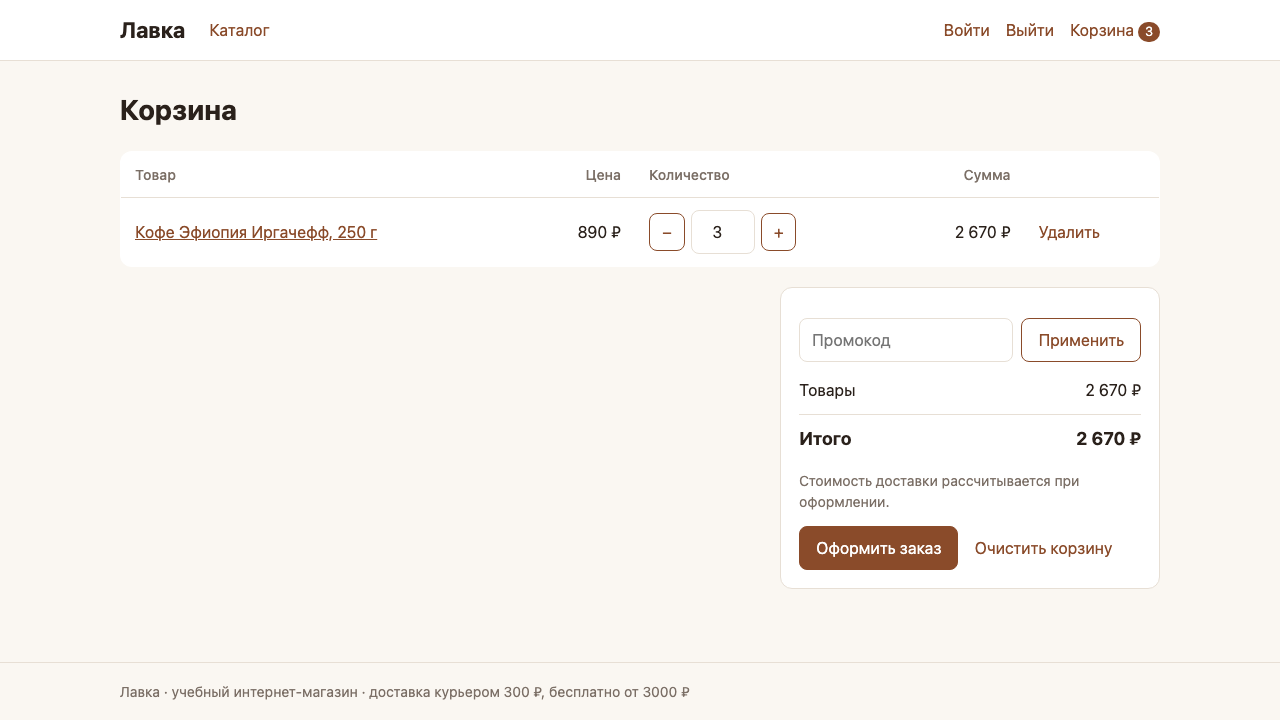 Лавка Каталог Войти Выйти Корзина 3
Корзина
Товар Цена Количество Сумма
Кофе Эфиопия Иргачефф, 250 г 890 ₽ − 3 + 2 670 ₽ Удалить
Промокод Применить
Товары 2 670 ₽
Итого 2 670 ₽
Стоимость доставки рассчитывается при
оформлении.
Оформить заказ Очистить корзину
Лавка · учебный интернет-магазин · доставка курьером 300 ₽, бесплатно от 3000 ₽